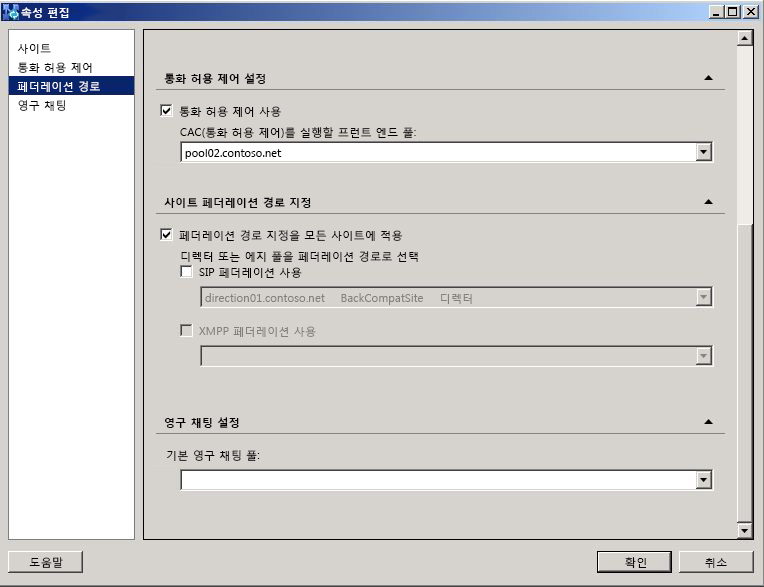 속성 편집
사이트
통화 허용 제어
페더레이션 경로
영구 채팅
통화 허용 제어 설정
통화 허용 제어 사용
CAC(통화 허용 제어)를 실행할 프런트 엔드 풀:
pool02.contoso.net
사이트 페더레이션 경로 지정
페더레이션 경로 지정을 모든 사이트에 적용
디렉터 또는 에지 풀을 페더레이션 경로로 선택
SIP 페더레이션 사용
direction01.contoso.net BackCompatSite 디렉터
XMPP 페더레이션 사용
영구 채팅 설정
기본 영구 채팅 풀:
도움말
확인
취소